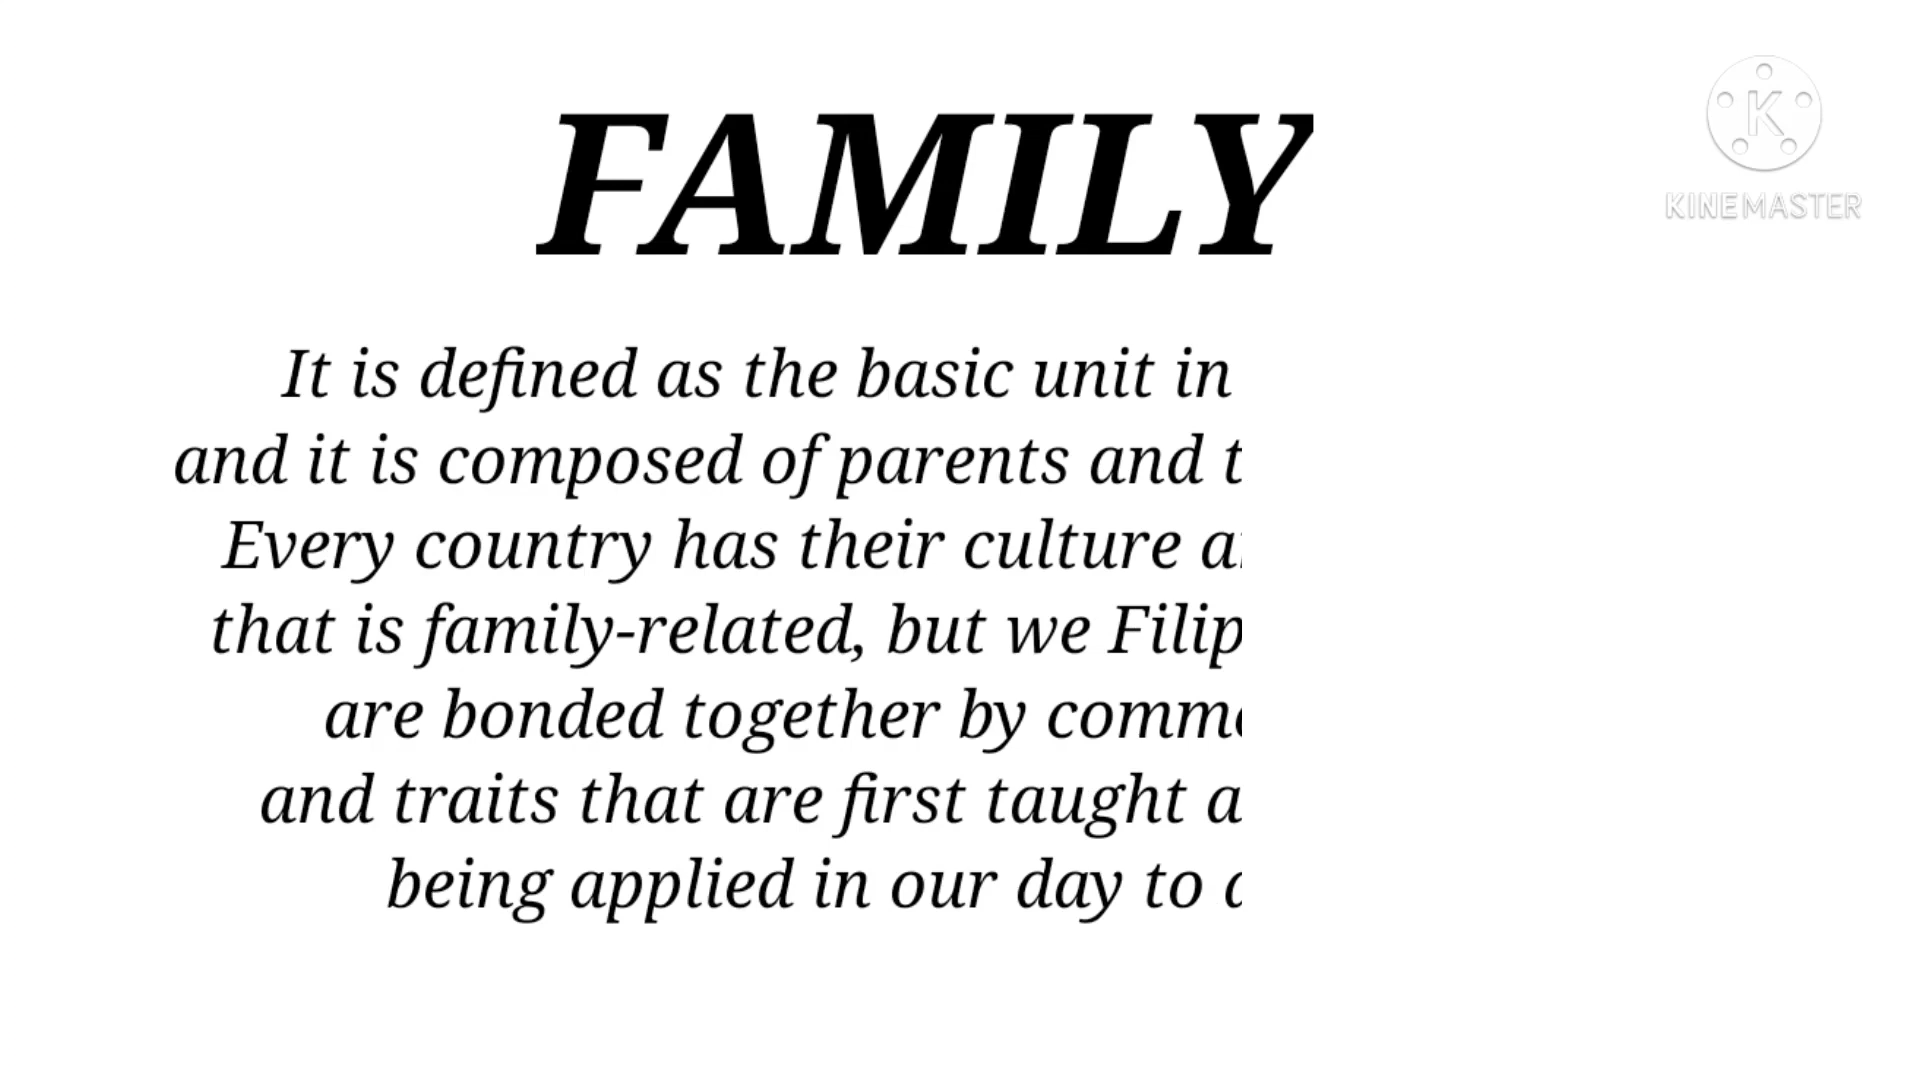 FAMILY
KINEMASTER
It is defined as the basic unit in
and it is composed of parents and t
Every country has their culture a
that is family-related, but we Filip
are bonded together by comm
and traits that are first taught a
being applied in our day to